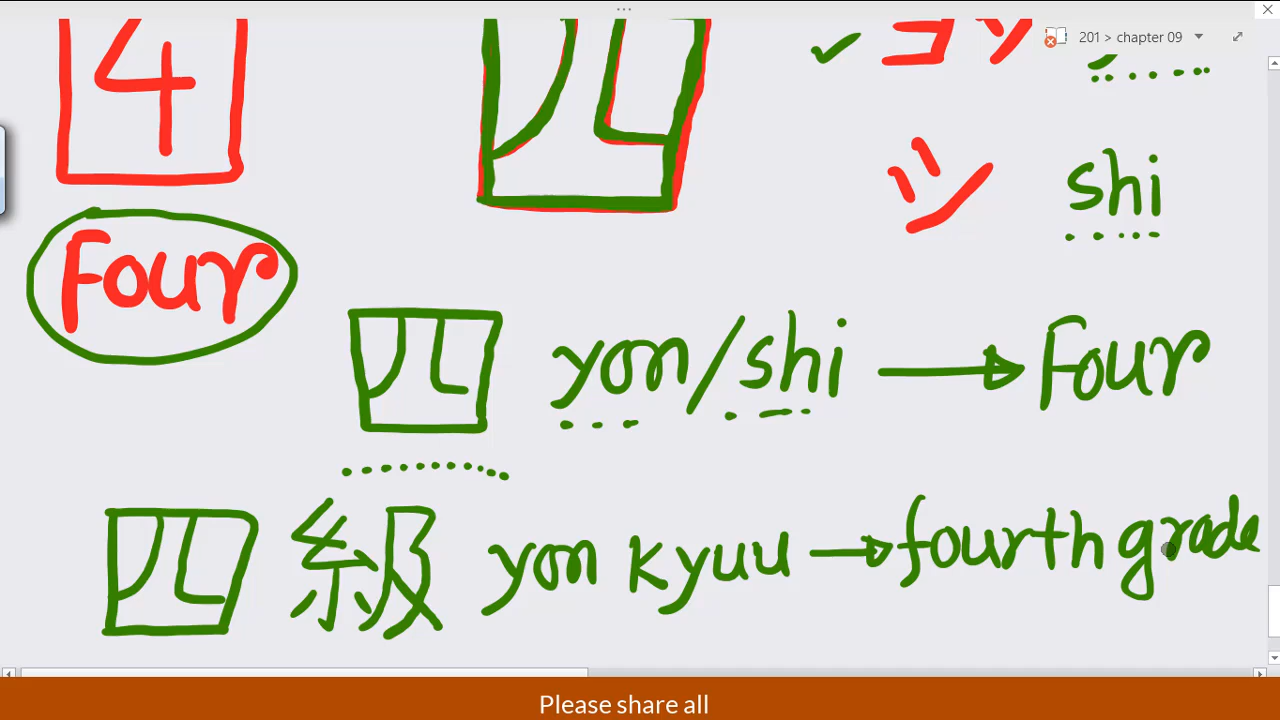 201 > chapter 09
4
四
シ shi
Four
四 yon/shi → Four
四級 yon kyuu → fourth grade
Please share all